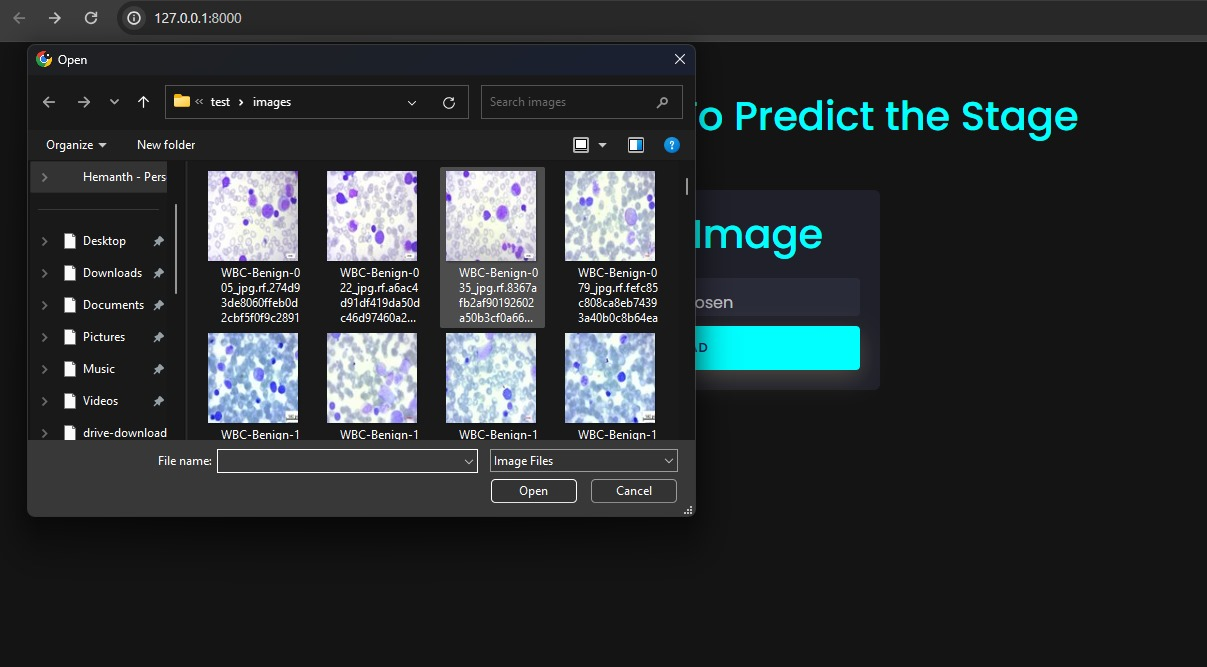 127.0.0.1:8000
Open
test
images
Search images
Organize
New folder
?
Hemanth - Pers
Desktop
Downloads
Documents
Pictures
Music
Videos
drive-download
WBC-Benign-0
05_jpg.rf.274d9
3de8060ffeb0d
2cbf5f0f9c2891
WBC-Benign-0
22_jpg.rf.a6ac4
d91df419da50d
c46d97460a2...
WBC-Benign-0
35_jpg.rf.8367a
fb2af90192602
a50b3cf0a66...
WBC-Benign-0
79_jpg.rf.fefc85
c808ca8eb7439
3a40b0c8b64ea
WBC-Benign-1
WBC-Benign-1
WBC-Benign-1
WBC-Benign-1
File name:
Image Files
Open
Cancel
o Predict the Stage
Image
osen
AD